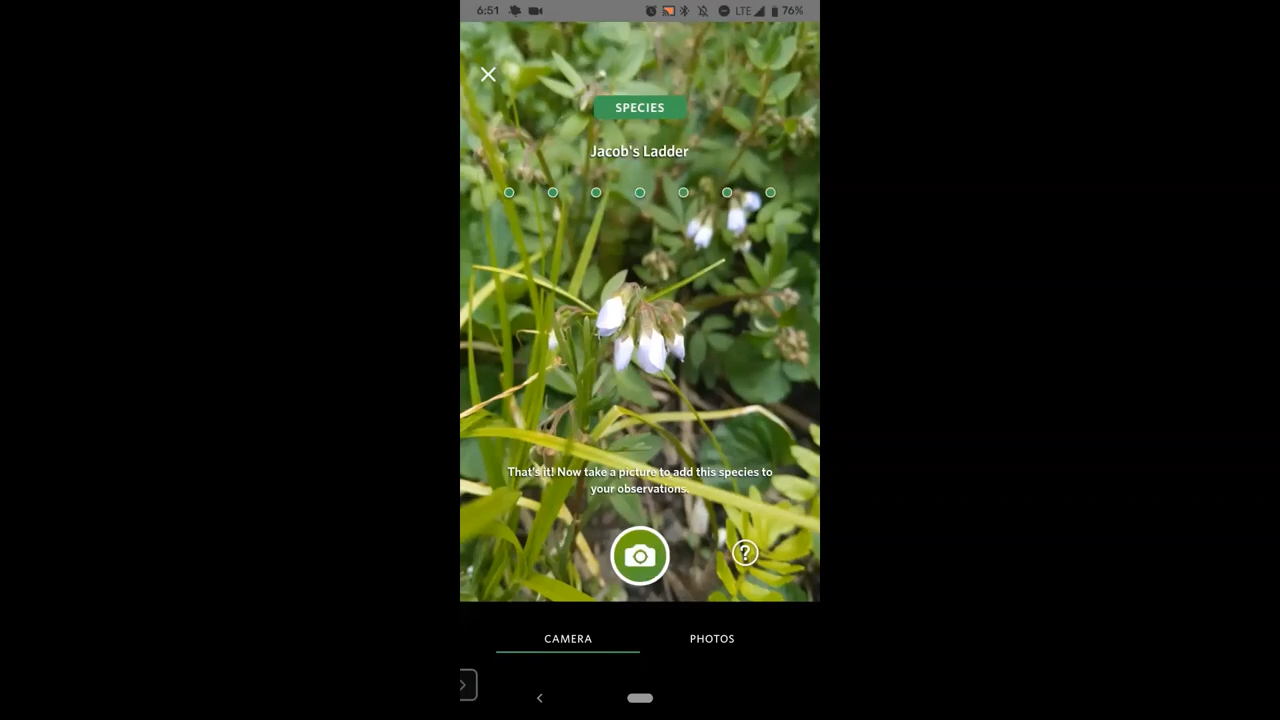 6:51 LTE 76%
SPECIES
Jacob's Ladder
That's it! Now take a picture to add this species to
your observations.
?
CAMERA PHOTOS